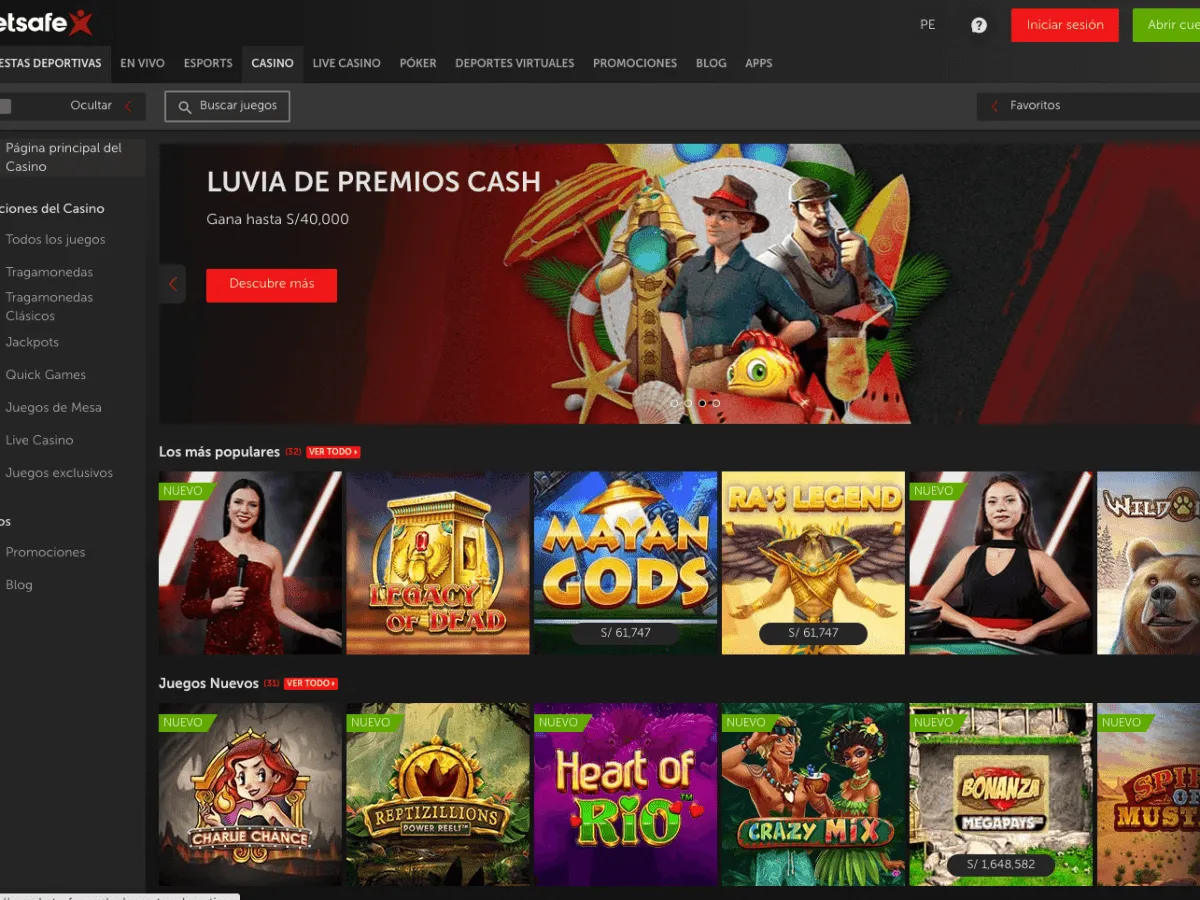 etsafe
PE
?
Iniciar sesión
Abrir cue
ESTAS DEPORTIVAS
EN VIVO
ESPORTS
CASINO
LIVE CASINO
PÓKER
DEPORTES VIRTUALES
PROMOCIONES
BLOG
APPS
Ocultar
Buscar juegos
Favoritos
Página principal del
Casino
ciones del Casino
Todos los juegos
Tragamonedas
Tragamonedas
Clásicos
Jackpots
Quick Games
Juegos de Mesa
Live Casino
Juegos exclusivos
os
Promociones
Blog
LUVIA DE PREMIOS CASH
Gana hasta S/40,000
Descubre más
Los más populares (32) VER TODO
NUEVO
LEGACY
OF DEAD
MAYAN
GODS
S/ 61,747
RA'S LEGEND
S/ 61,747
NUEVO
WILD
Juegos Nuevos (31) VER TODO
NUEVO
CHARLIE CHANCE
NUEVO
REPTIZILLIONS
POWER REELS™
NUEVO
Heart of
RIO™
NUEVO
CRAZY MIX
NUEVO
BONANZA
MEGAPAYS™
S/ 1,648,582
NUEVO
SPI
OF
MUST